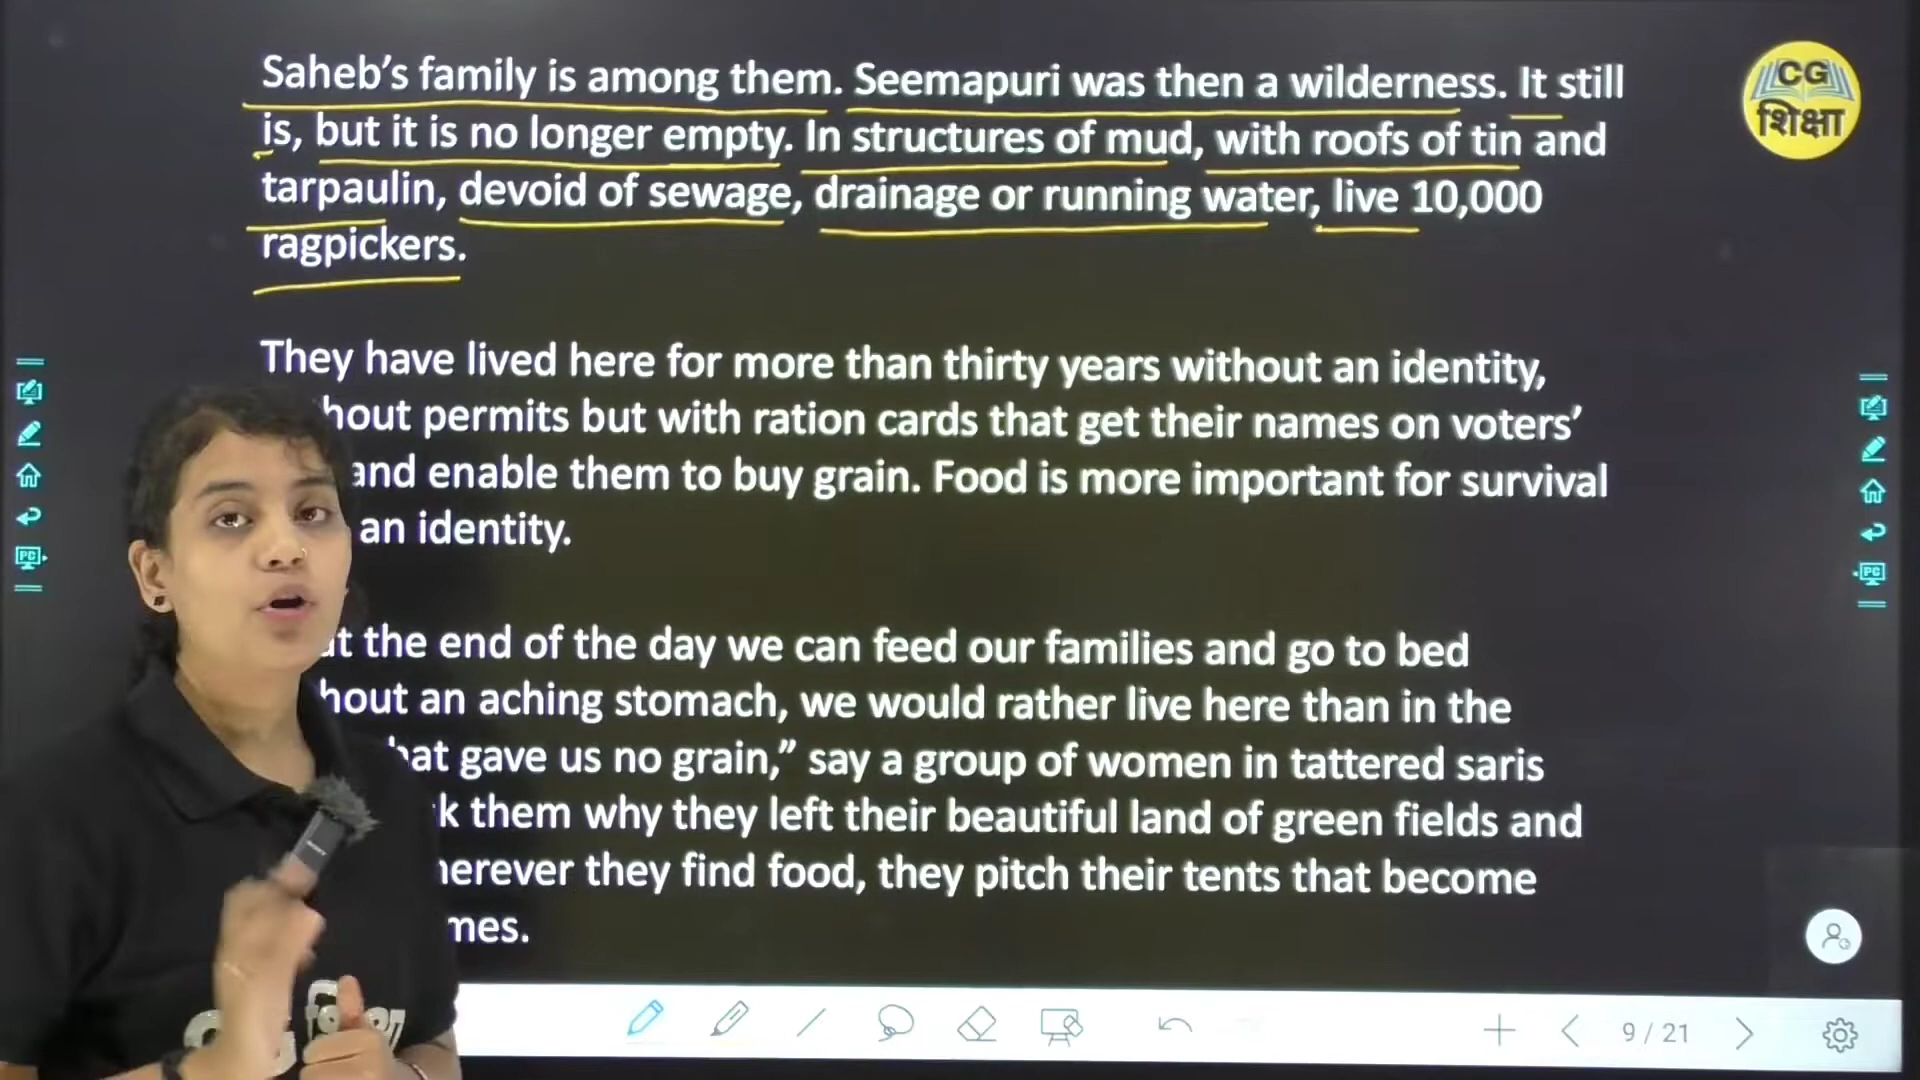 Saheb’s family is among them. Seemapuri was then a wilderness. It still
is, but it is no longer empty. In structures of mud, with roofs of tin and
tarpaulin, devoid of sewage, drainage or running water, live 10,000
ragpickers.
They have lived here for more than thirty years without an identity,
hout permits but with ration cards that get their names on voters’
and enable them to buy grain. Food is more important for survival
an identity.
at the end of the day we can feed our families and go to bed
hout an aching stomach, we would rather live here than in the
hat gave us no grain,” say a group of women in tattered saris
k them why they left their beautiful land of green fields and
herever they find food, they pitch their tents that become
mes.
CG
शिक्षा
PC
PC
9 / 21